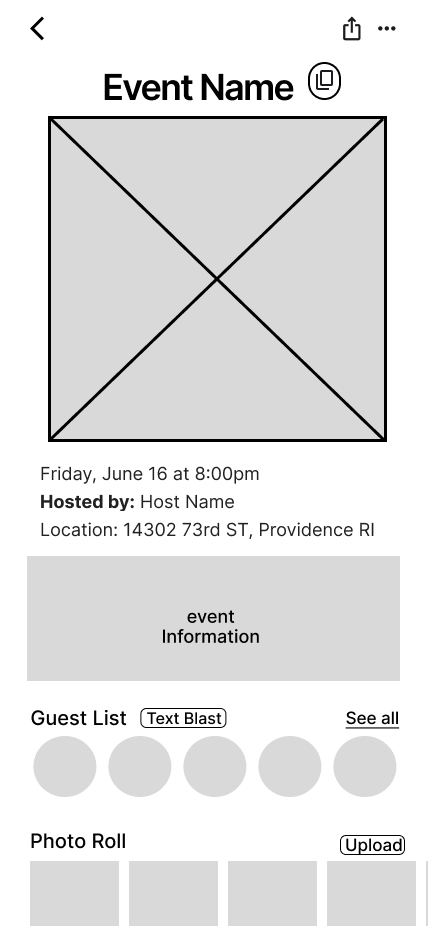 Event Name
Friday, June 16 at 8:00pm
Hosted by: Host Name
Location: 14302 73rd ST, Providence RI
event
Information
Guest List Text Blast See all
Photo Roll Upload